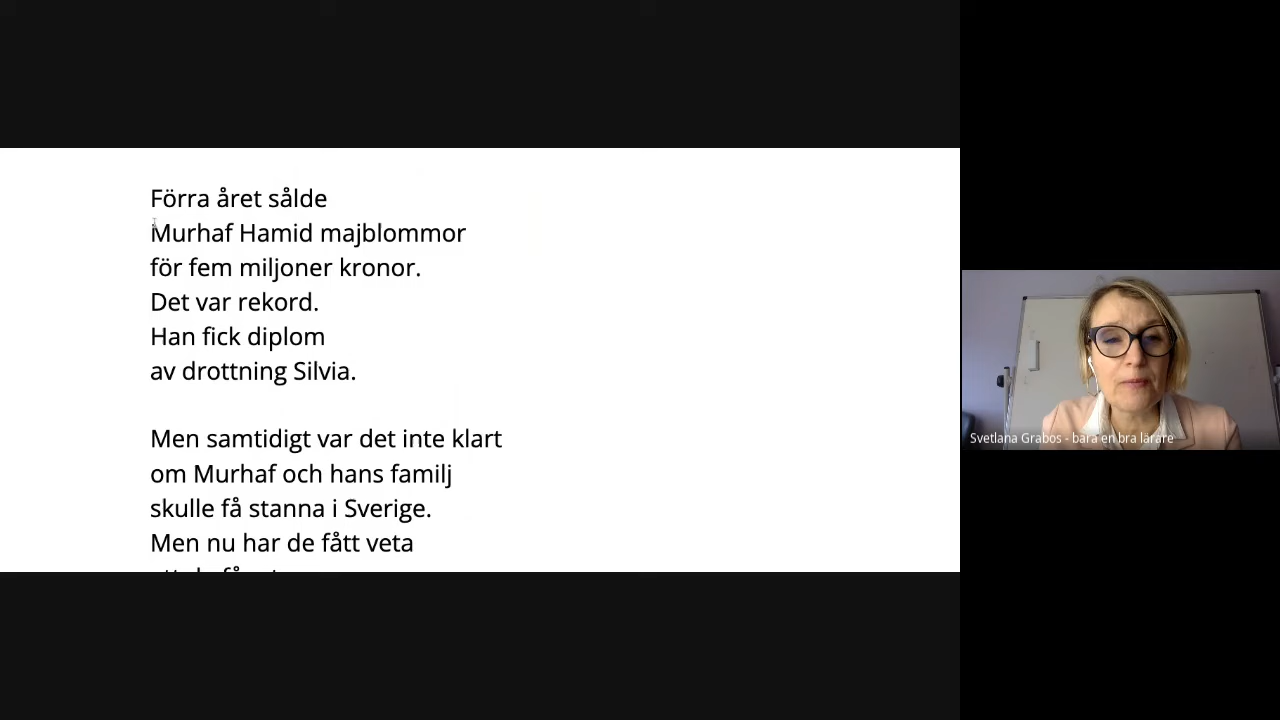 Förra året sålde
Murhaf Hamid majblommor
för fem miljoner kronor.
Det var rekord.
Han fick diplom
av drottning Silvia.
Men samtidigt var det inte klart
om Murhaf och hans familj
skulle få stanna i Sverige.
Men nu har de fått veta
Svetlana Grabos - bara en bra lärare